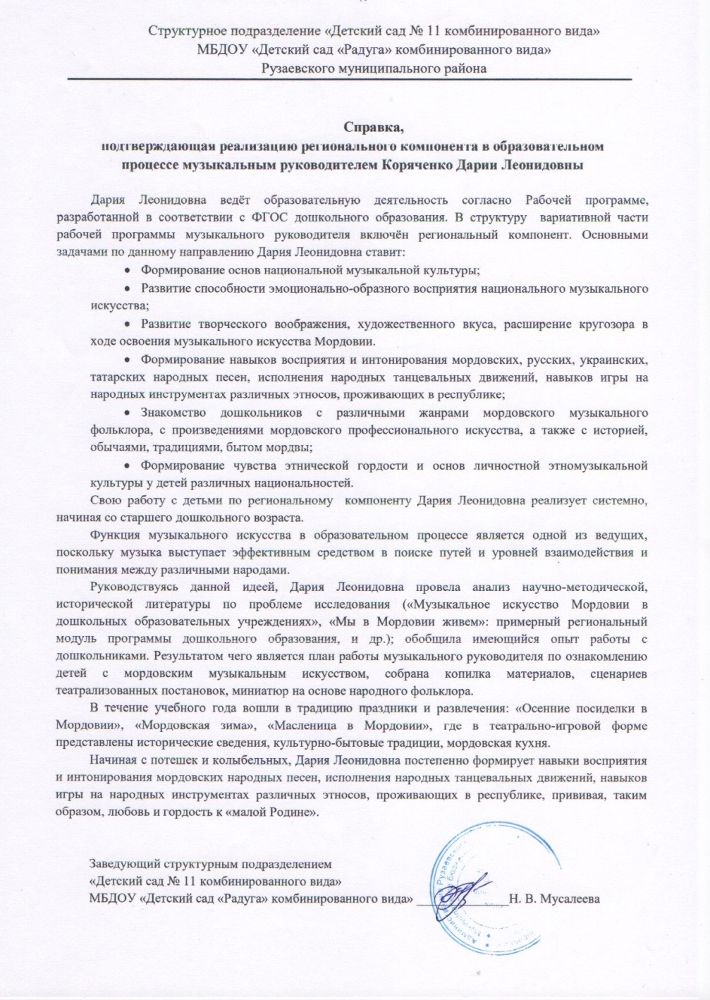 Структурное подразделение «Детский сад № 11 комбинированного вида»
МБДОУ «Детский сад «Радуга» комбинированного вида»
Рузаевского муниципального района
Справка,
подтверждающая реализацию регионального компонента в образовательном
процессе музыкальным руководителем Коряченко Дарии Леонидовны
Дария Леонидовна ведёт образовательную деятельность согласно Рабочей программе,
разработанной в соответствии с ФГОС дошкольного образования. В структуру вариативной части
рабочей программы музыкального руководителя включён региональный компонент. Основными
задачами по данному направлению Дария Леонидовна ставит:
• Формирование основ национальной музыкальной культуры;
• Развитие способности эмоционально-образного восприятия национального музыкального
искусства;
• Развитие творческого воображения, художественного вкуса, расширение кругозора в
ходе освоения музыкального искусства Мордовии.
• Формирование навыков восприятия и интонирования мордовских, русских, украинских,
татарских народных песен, исполнения народных танцевальных движений, навыков игры на
народных инструментах различных этносов, проживающих в республике;
• Знакомство дошкольников с различными жанрами мордовского музыкального
фольклора, с произведениями мордовского профессионального искусства, а также с историей,
обычаями, традициями, бытом мордвы;
• Формирование чувства этнической гордости и основ личностной этномузыкальной
культуры у детей различных национальностей.
Свою работу с детьми по региональному компоненту Дария Леонидовна реализует системно,
начиная со старшего дошкольного возраста.
Функция музыкального искусства в образовательном процессе является одной из ведущих,
поскольку музыка выступает эффективным средством в поиске путей и уровней взаимодействия и
понимания между различными народами.
Руководствуясь данной идеей, Дария Леонидовна провела анализ научно-методической,
исторической литературы по проблеме исследования («Музыкальное искусство Мордовии в
дошкольных образовательных учреждениях», «Мы в Мордовии живем»: примерный региональный
модуль программы дошкольного образования, и др.); обобщила имеющийся опыт работы с
дошкольниками. Результатом чего является план работы музыкального руководителя по ознакомлению
детей с мордовским музыкальным искусством, собрана копилка материалов, сценариев
театрализованных постановок, миниатюр на основе народного фольклора.
В течение учебного года вошли в традицию праздники и развлечения: «Осенние посиделки в
Мордовии», «Мордовская зима», «Масленица в Мордовии», где в театрально-игровой форме
представлены исторические сведения, культурно-бытовые традиции, мордовская кухня.
Начиная с потешек и колыбельных, Дария Леонидовна постепенно формирует навыки восприятия
и интонирования мордовских народных песен, исполнения народных танцевальных движений, навыков
игры на народных инструментах различных этносов, проживающих в республике, прививая, таким
образом, любовь и гордость к «малой Родине».
Заведующий структурным подразделением
«Детский сад № 11 комбинированного вида»
МБДОУ «Детский сад «Радуга» комбинированного вида» Н. В. Мусалеева
Рузаевского